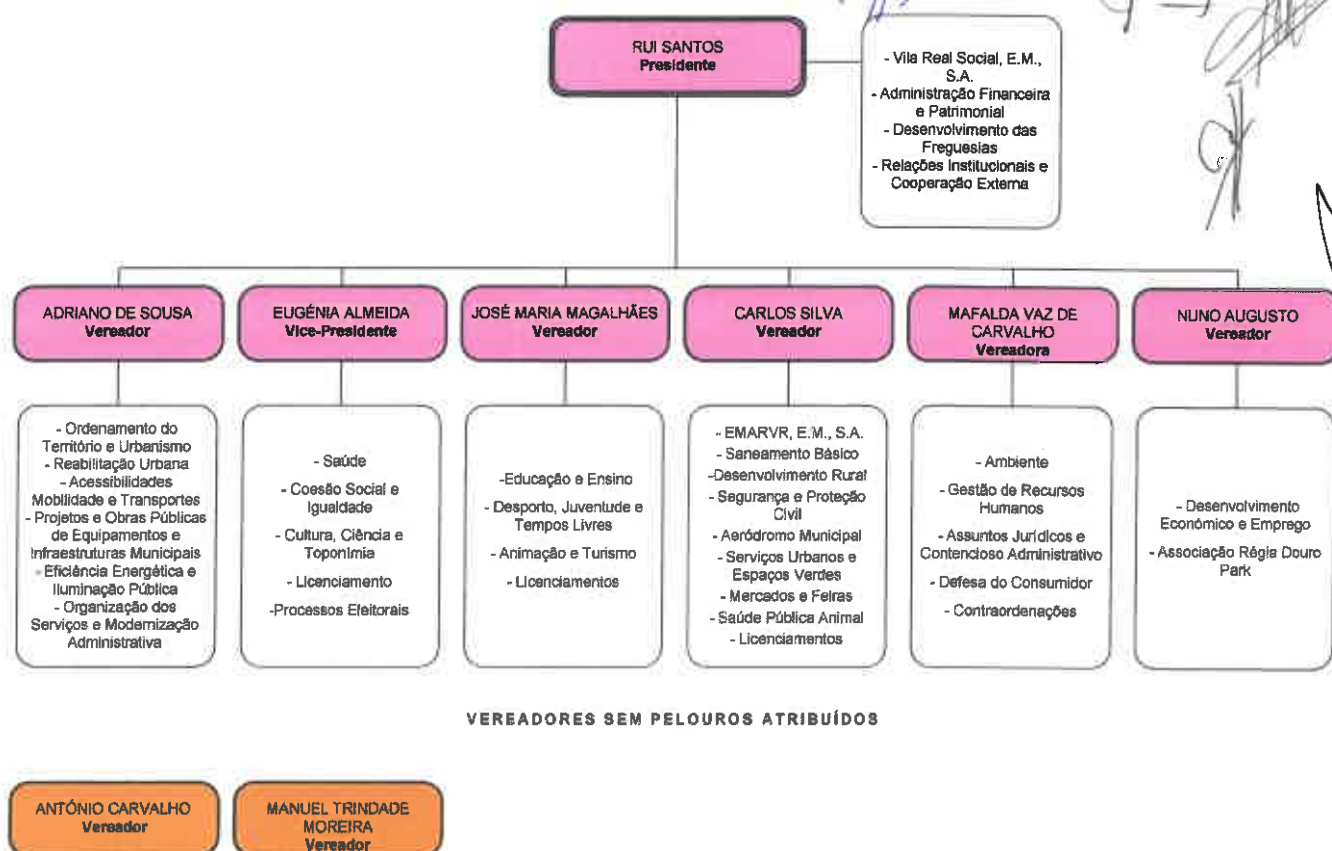 RUI SANTOS
Presidente
- Vila Real Social, E.M.,
S.A.
- Administração Financeira
e Patrimonial
- Desenvolvimento das
Freguesias
- Relações Institucionais e
Cooperação Externa
ADRIANO DE SOUSA
Vereador
EUGÉNIA ALMEIDA
Vice-Presidente
JOSÉ MARIA MAGALHÃES
Vereador
CARLOS SILVA
Vereador
MAFALDA VAZ DE
CARVALHO
Vereadora
NUNO AUGUSTO
Vereador
- Ordenamento do
Território e Urbanismo
- Reabilitação Urbana
- Acessibilidades
Mobilidade e Transportes
- Projetos e Obras Públicas
de Equipamentos e
Infraestruturas Municipais
- Eficiência Energética e
Iluminação Pública
- Organização dos
Serviços e Modernização
Administrativa
- Saúde
- Coesão Social e
Igualdade
- Cultura, Ciência e
Toponímia
- Licenciamento
-Processos Eleitorais
-Educação e Ensino
- Desporto, Juventude e
Tempos Livres
- Animação e Turismo
- Licenciamentos
- EMARVR, E.M., S.A.
- Saneamento Básico
-Desenvolvimento Rural
- Segurança e Proteção
Civil
- Aeródromo Municipal
- Serviços Urbanos e
Espaços Verdes
- Mercados e Feiras
- Saúde Pública Animal
- Licenciamentos
- Ambiente
- Gestão de Recursos
Humanos
- Assuntos Jurídicos e
Contencioso Administrativo
- Defesa do Consumidor
- Contraordenações
- Desenvolvimento
Económico e Emprego
- Associação Régia Douro
Park
VEREADORES SEM PELOUROS ATRIBUÍDOS
ANTÓNIO CARVALHO
Vereador
MANUEL TRINDADE
MOREIRA
Vereador